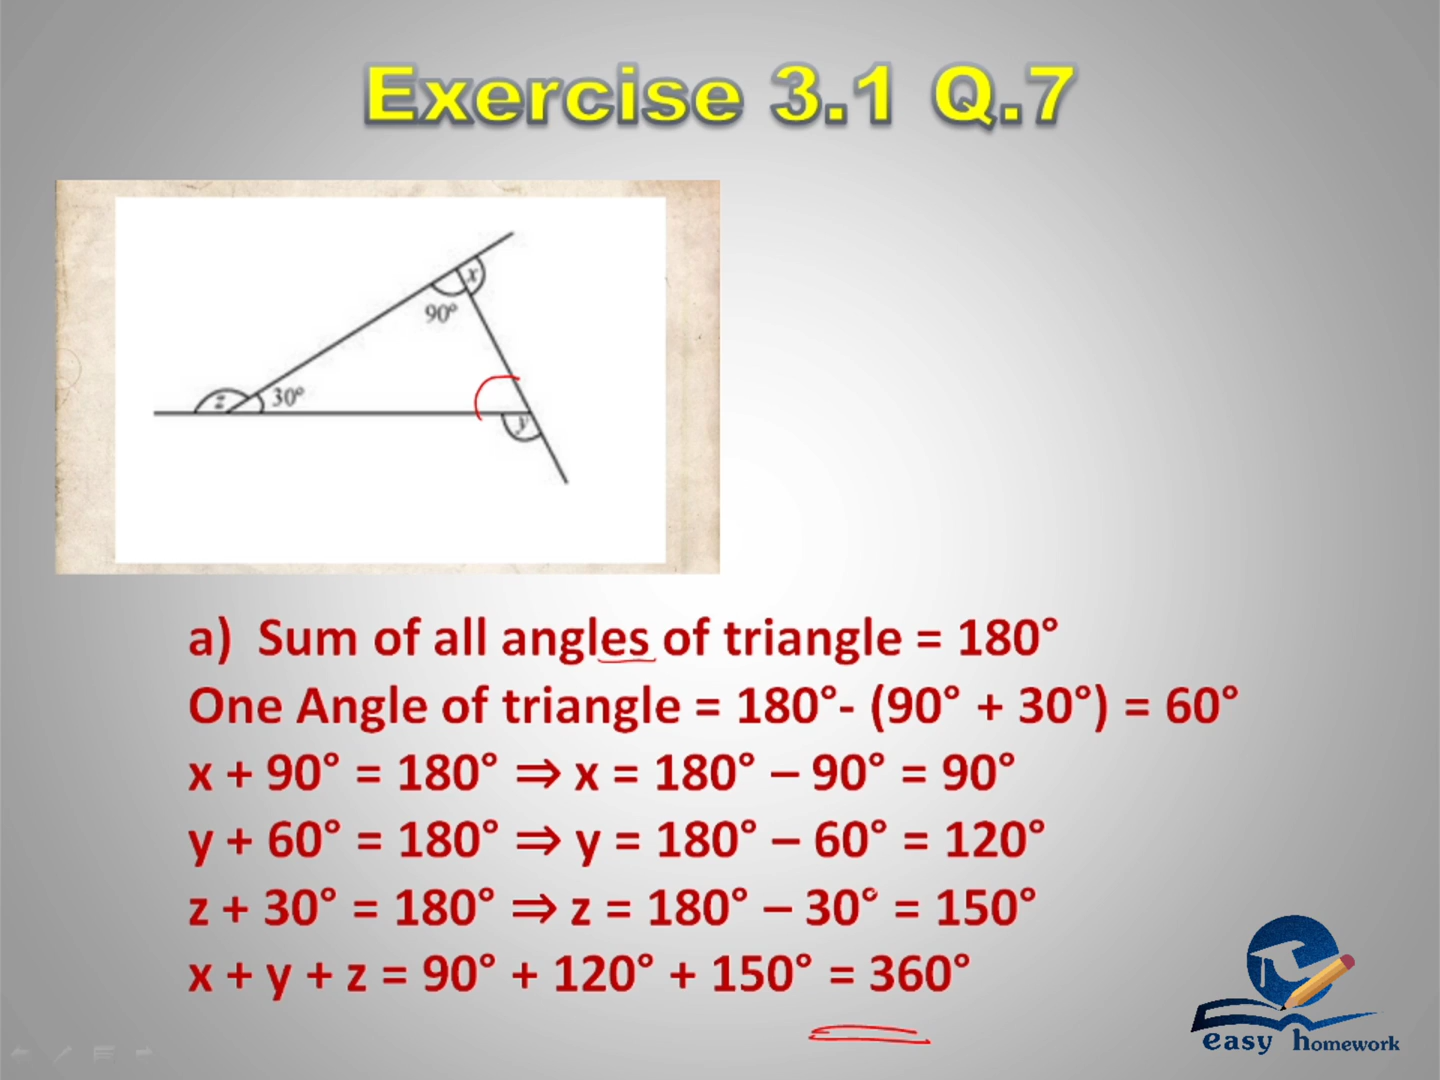 Exercise 3.1 Q.7
x
90°
z
30°
y
a) Sum of all angles of triangle = 180°
One Angle of triangle = 180°- (90° + 30°) = 60°
x + 90° = 180° ⇒ x = 180° – 90° = 90°
y + 60° = 180° ⇒ y = 180° – 60° = 120°
z + 30° = 180° ⇒ z = 180° – 30° = 150°
x + y + z = 90° + 120° + 150° = 360°
easy homework